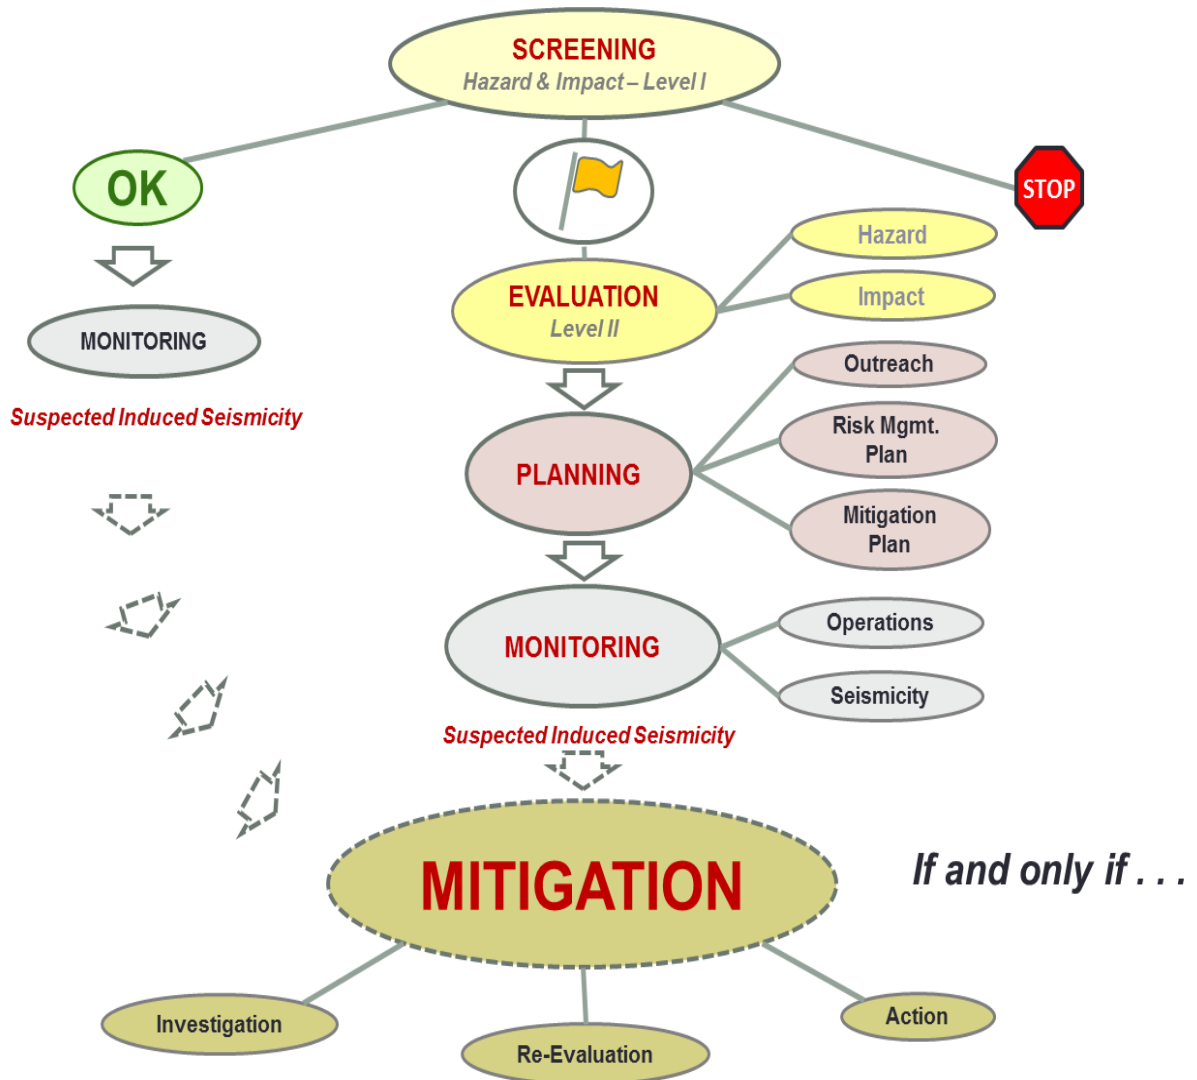 SCREENING
Hazard & Impact – Level I
OK
STOP
Hazard
EVALUATION
Level II
Impact
MONITORING
Outreach
Suspected Induced Seismicity
Risk Mgmt.
Plan
PLANNING
Mitigation
Plan
MONITORING
Operations
Seismicity
Suspected Induced Seismicity
MITIGATION
If and only if . . .
Investigation
Re-Evaluation
Action